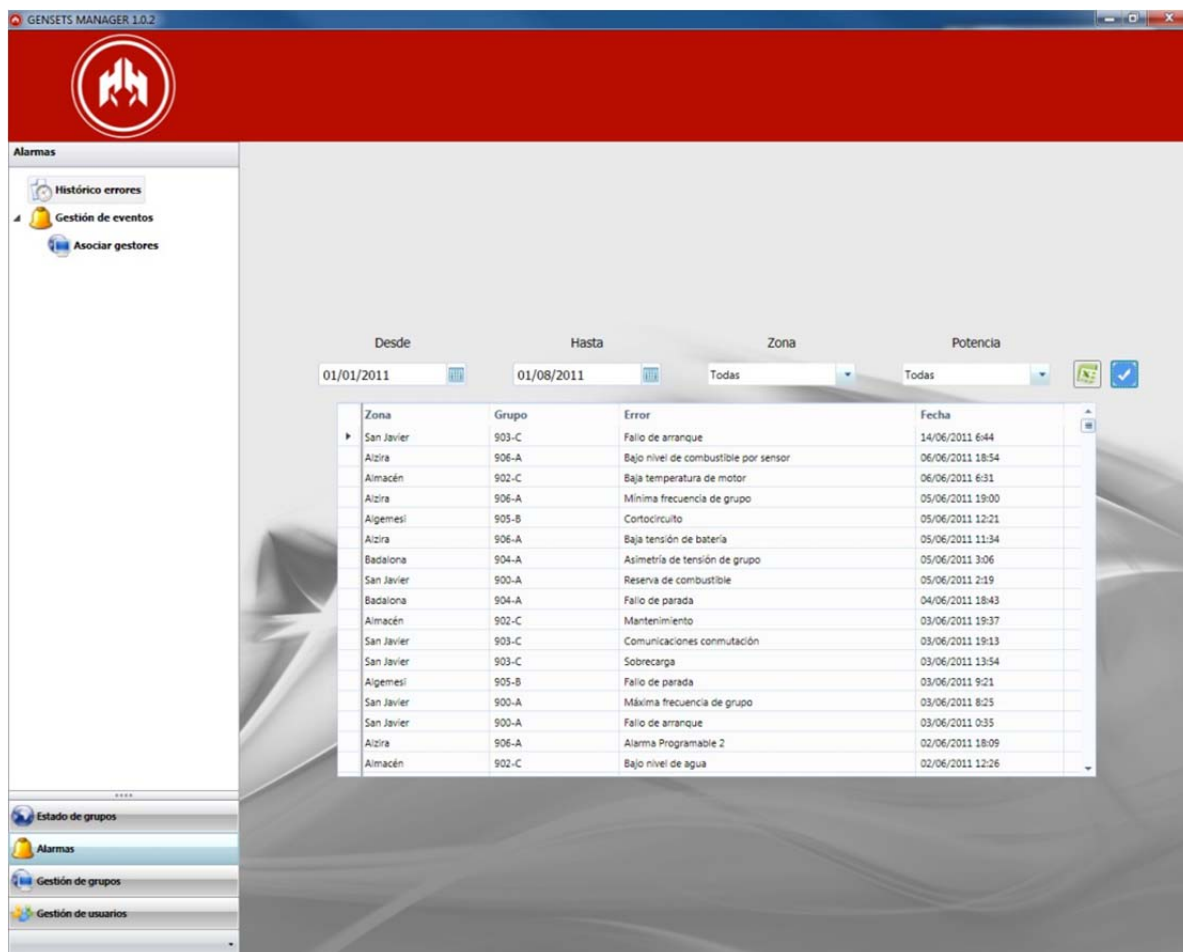 GENSETS MANAGER 1.0.2
Alarmas
Histórico errores
Gestión de eventos
Asociar gestores
Desde Hasta Zona Potencia
01/01/2011 01/08/2011 Todas Todas
Zona Grupo Error Fecha
San Javier 903-C Fallo de arranque 14/06/2011 6:44
Alzira 906-A Bajo nivel de combustible por sensor 06/06/2011 18:54
Almacén 902-C Baja temperatura de motor 06/06/2011 6:31
Alzira 906-A Mínima frecuencia de grupo 05/06/2011 19:00
Algemesí 905-B Cortocircuito 05/06/2011 12:21
Alzira 906-A Baja tensión de batería 05/06/2011 11:34
Badalona 904-A Asimetría de tensión de grupo 05/06/2011 3:06
San Javier 900-A Reserva de combustible 05/06/2011 2:19
Badalona 904-A Fallo de parada 04/06/2011 18:43
Almacén 902-C Mantenimiento 03/06/2011 19:37
San Javier 903-C Comunicaciones conmutación 03/06/2011 19:13
San Javier 903-C Sobrecarga 03/06/2011 13:54
Algemesí 905-B Fallo de parada 03/06/2011 9:21
San Javier 900-A Máxima frecuencia de grupo 03/06/2011 8:25
San Javier 900-A Fallo de arranque 03/06/2011 0:35
Alzira 906-A Alarma Programable 2 02/06/2011 18:09
Almacén 902-C Bajo nivel de agua 02/06/2011 12:26
Estado de grupos
Alarmas
Gestión de grupos
Gestión de usuarios